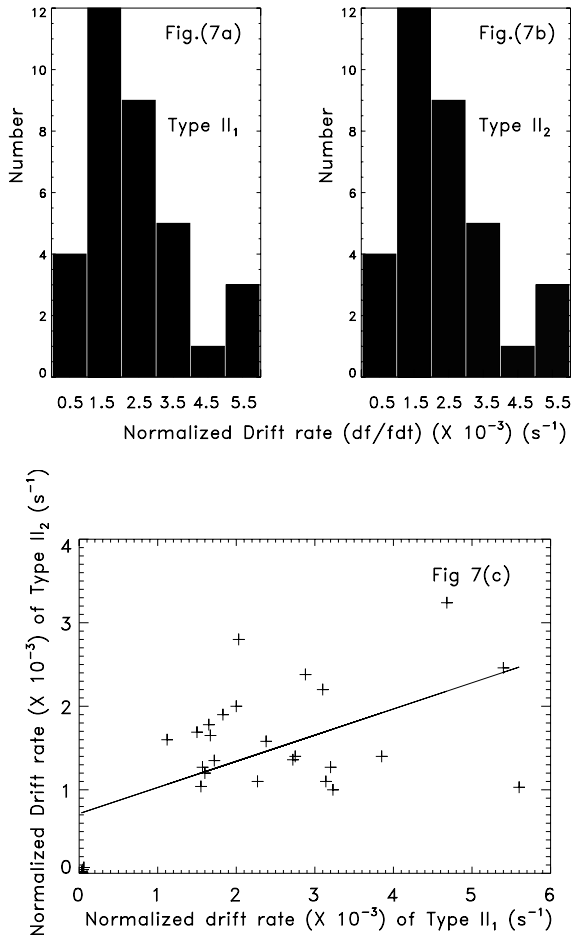 Fig.(7a)
Type II₁
Number
12
10
8
6
4
2
0
0.5 1.5 2.5 3.5 4.5 5.5
Fig.(7b)
Type II₂
Number
12
10
8
6
4
2
0
0.5 1.5 2.5 3.5 4.5 5.5
Normalized Drift rate (df/fdt) (X 10⁻³) (s⁻¹)
Fig 7(c)
Normalized Drift rate (X 10⁻³) of Type II₂ (s⁻¹)
4
3
2
1
0
0 1 2 3 4 5 6
Normalized drift rate (X 10⁻³) of Type II₁ (s⁻¹)